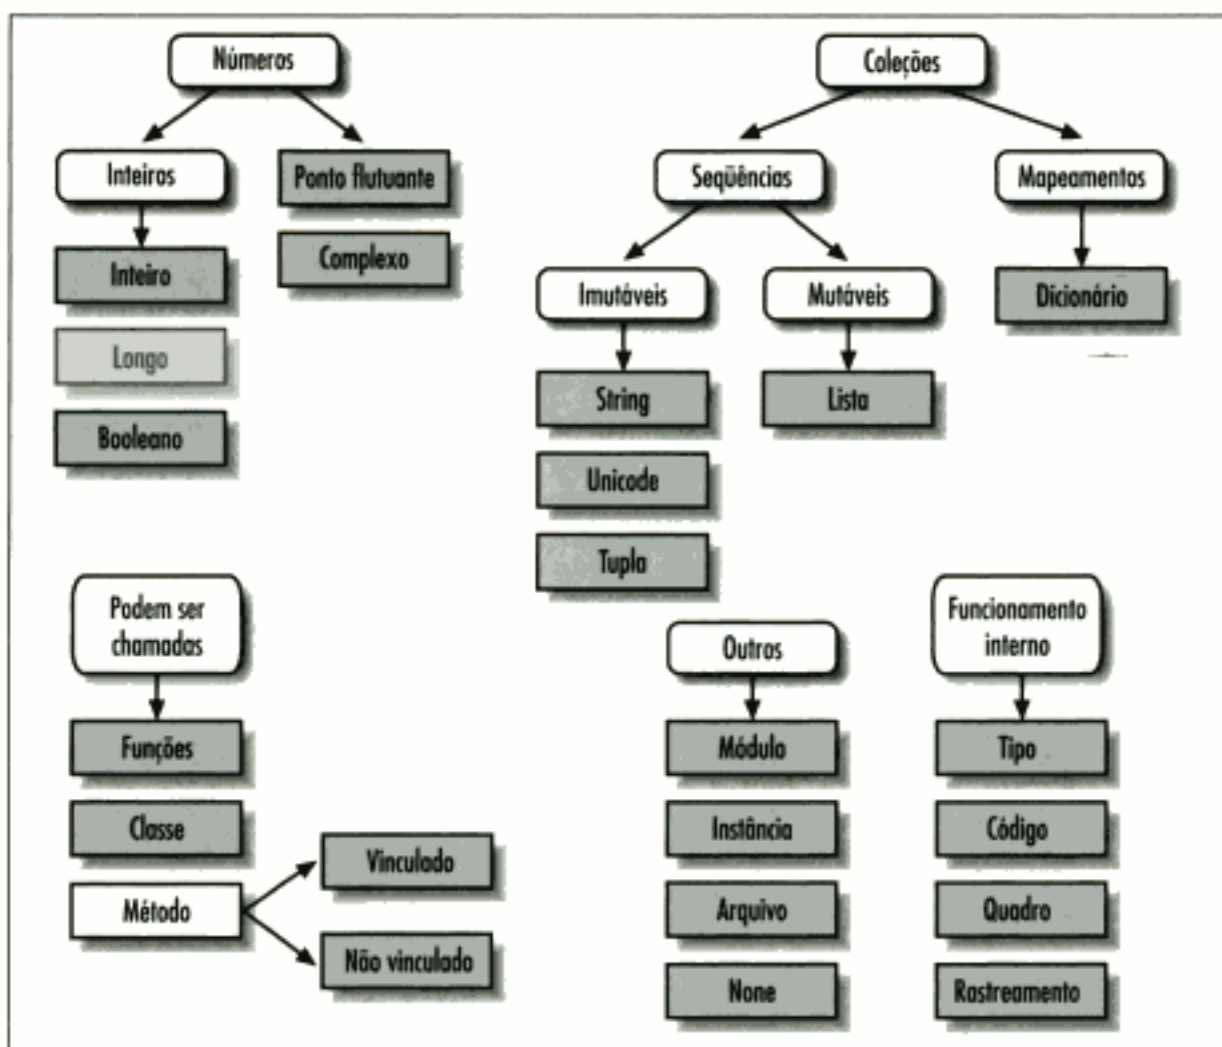 Números
Coleções
Inteiros
Ponto flutuante
Seqüências
Mapeamentos
Inteiro
Complexo
Imutáveis
Mutáveis
Dicionário
Longo
String
Lista
Booleano
Unicode
Tupla
Podem ser
chamadas
Funcionamento
interno
Outros
Funções
Módulo
Tipo
Classe
Vinculado
Instância
Código
Método
Não vinculado
Arquivo
Quadro
None
Rastreamento